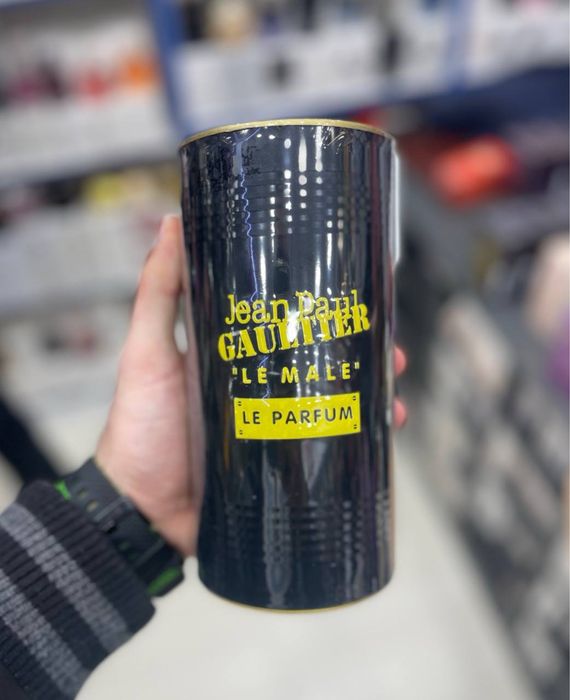 Jean Paul
GAULTIER
"LE MALE"
LE PARFUM